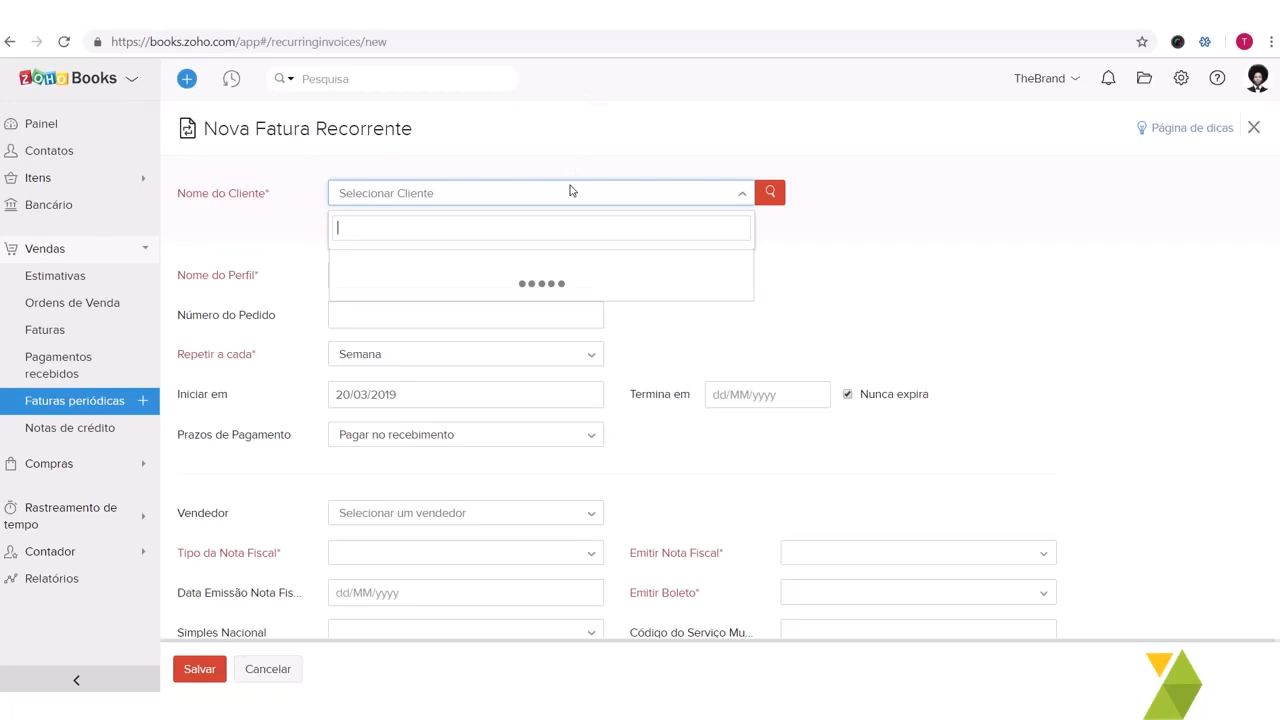 https://books.zoho.com/app#/recurringinvoices/new
T
ZOHO Books
Pesquisa
TheBrand
Painel
Contatos
Itens
Bancário
Vendas
Estimativas
Ordens de Venda
Faturas
Pagamentos
recebidos
Faturas periódicas
Notas de crédito
Compras
Rastreamento de
tempo
Contador
Relatórios
Nova Fatura Recorrente
Página de dicas
Nome do Cliente*
Selecionar Cliente
Nome do Perfil*
Número do Pedido
Repetir a cada*
Semana
Iniciar em
20/03/2019
Termina em
dd/MM/yyyy
Nunca expira
Prazos de Pagamento
Pagar no recebimento
Vendedor
Selecionar um vendedor
Tipo da Nota Fiscal*
Emitir Nota Fiscal*
Data Emissão Nota Fis...
dd/MM/yyyy
Emitir Boleto*
Simples Nacional
Código do Serviço Mu...
Salvar
Cancelar